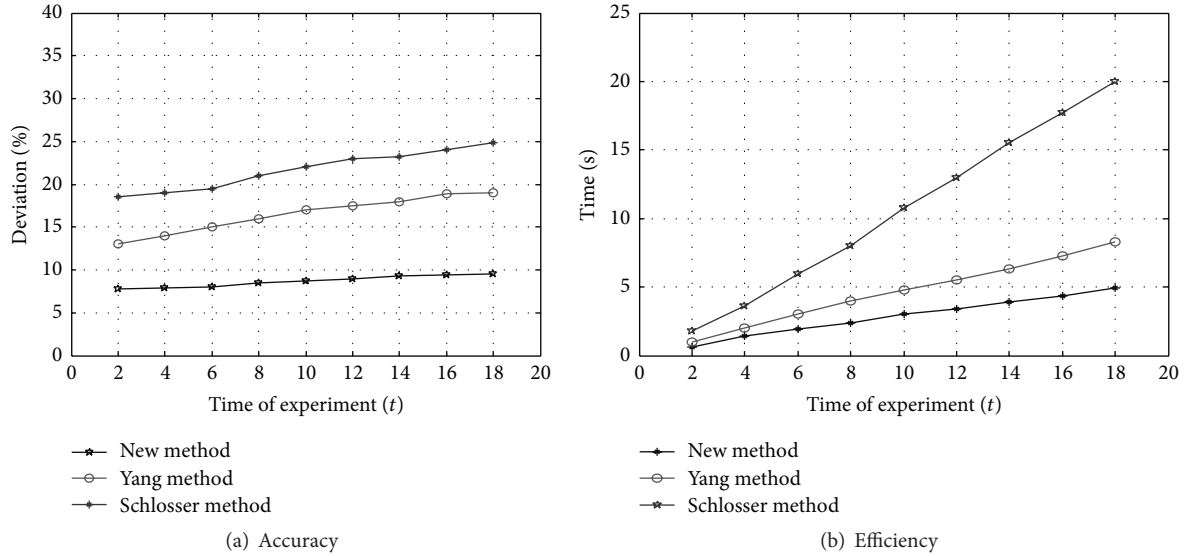 40
35
30
25
20
15
10
5
0
Deviation (%)
0 2 4 6 8 10 12 14 16 18 20
Time of experiment (t)
New method
Yang method
Schlosser method
(a) Accuracy
25
20
15
10
5
0
Time (s)
0 2 4 6 8 10 12 14 16 18 20
Time of experiment (t)
New method
Yang method
Schlosser method
(b) Efficiency